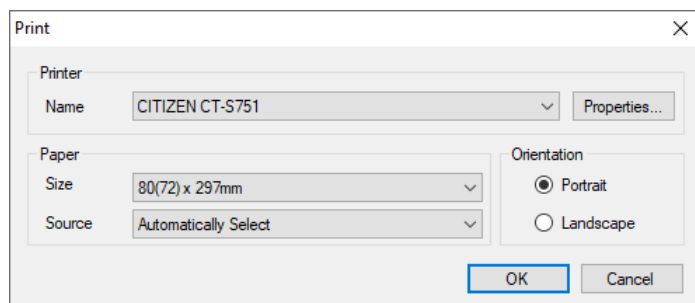 Print
Printer
Name CITIZEN CT-S751 Properties...
Paper
Size 80(72) x 297mm
Source Automatically Select
Orientation
Portrait
Landscape
OK Cancel